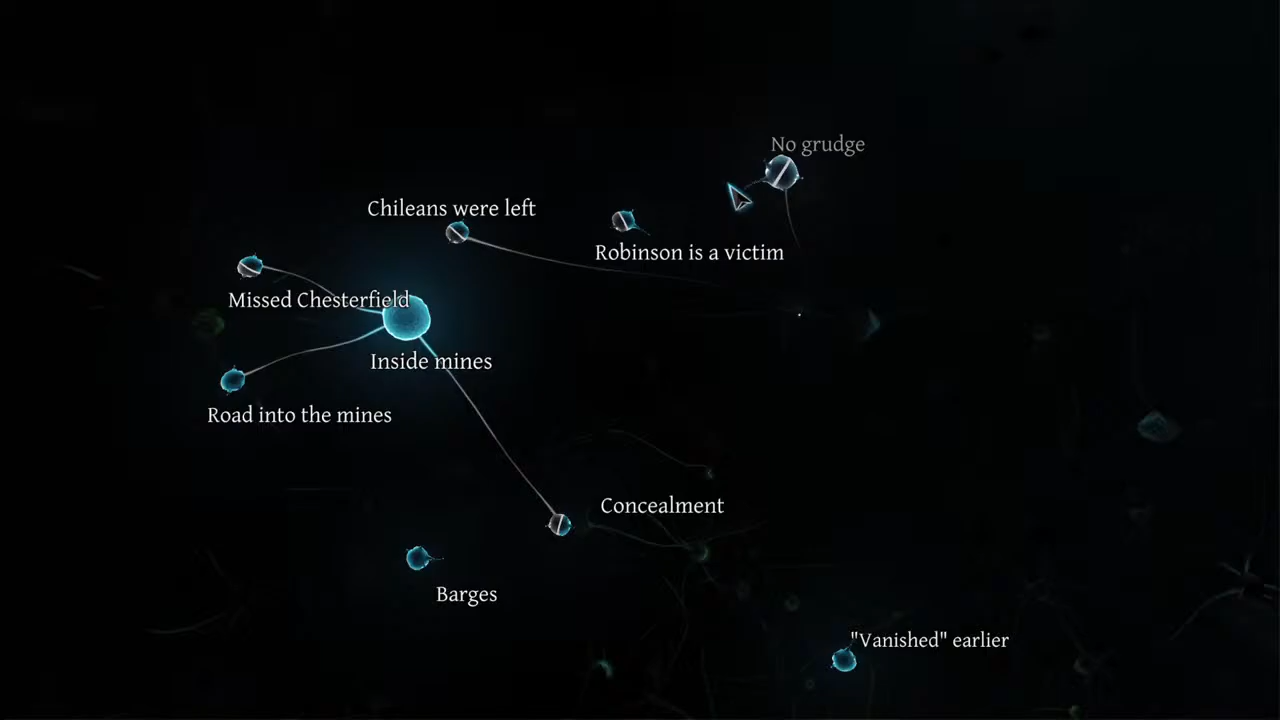 No grudge
Chileans were left
Robinson is a victim
Missed Chesterfield
Inside mines
Road into the mines
Concealment
Barges
"Vanished" earlier